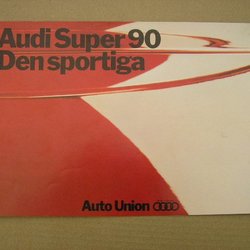 Audi Super 90
Den sportiga
Auto Union